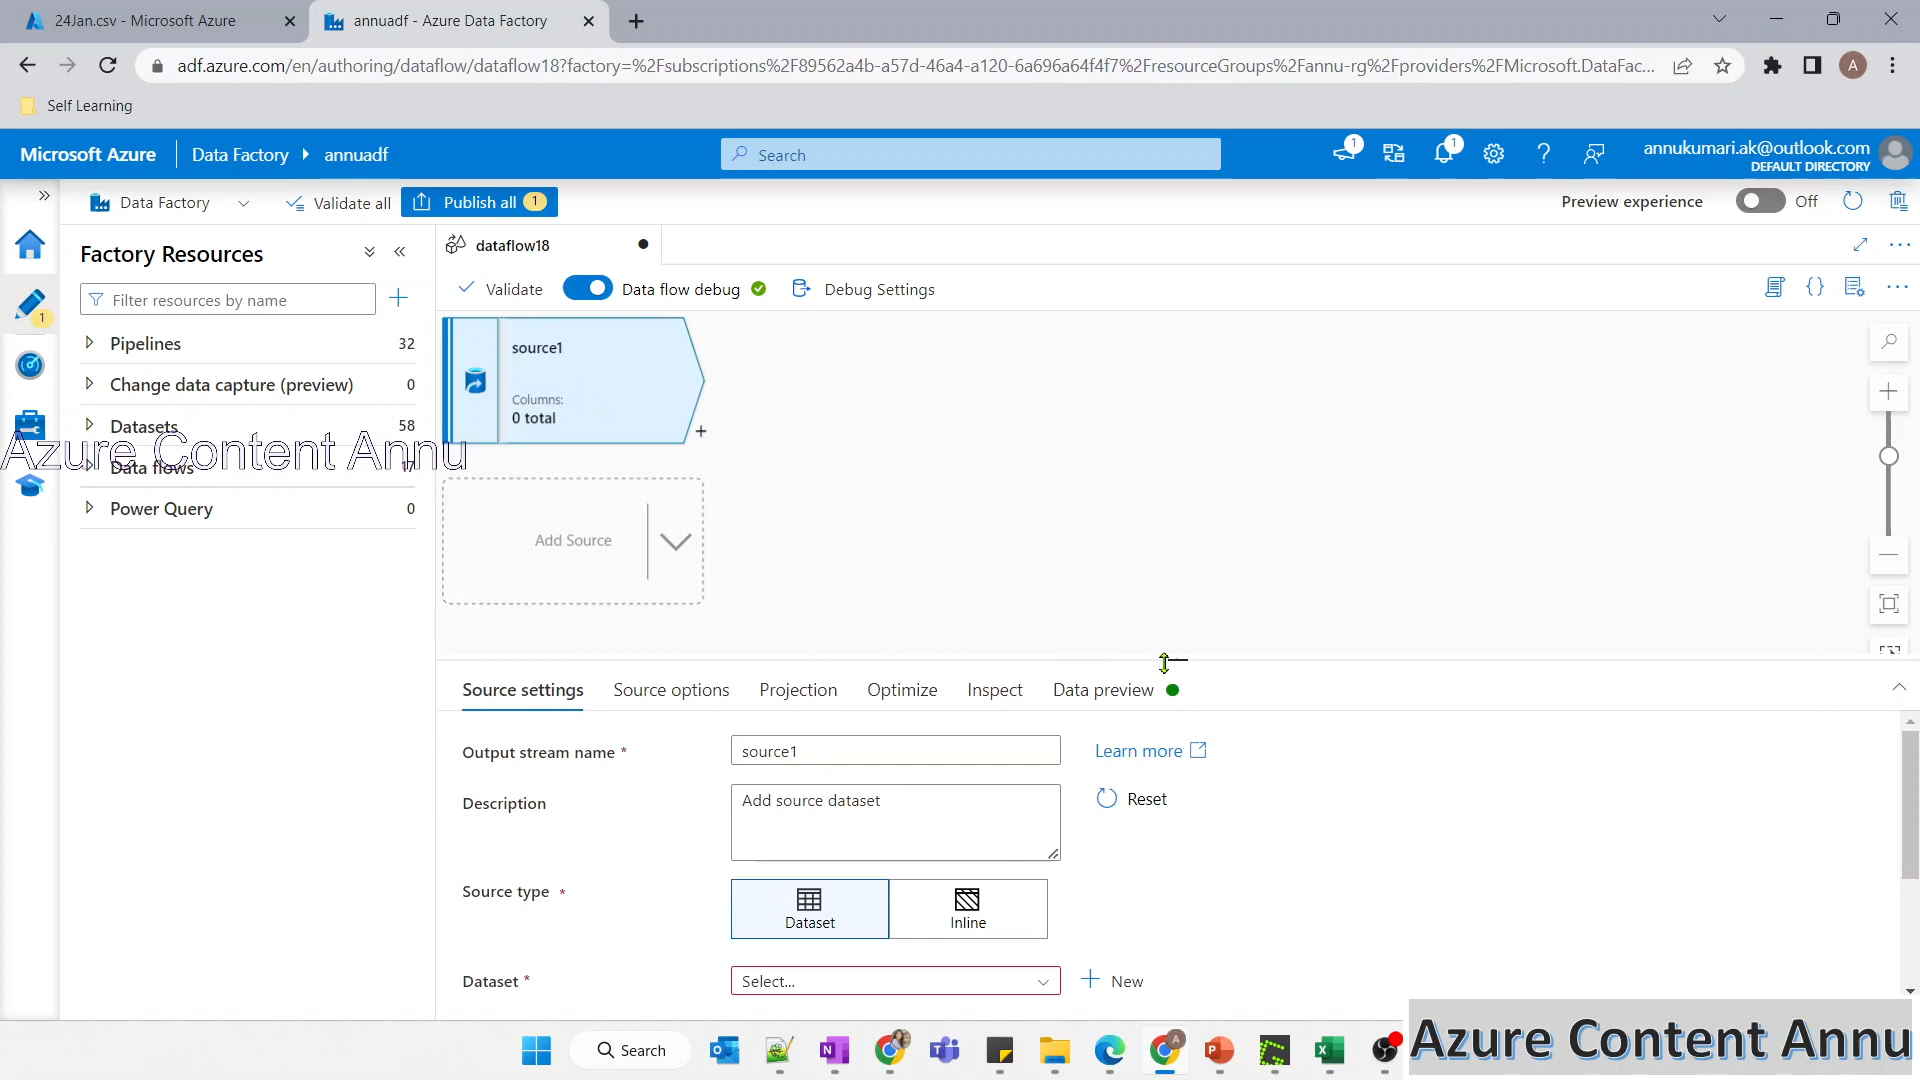 24Jan.csv - Microsoft Azure
annuadf - Azure Data Factory
adf.azure.com/en/authoring/dataflow/dataflow18?factory=%2Fsubscriptions%2F89562a4b-a57d-46a4-a120-6a696a64f4f7%2FresourceGroups%2Fannu-rg%2Fproviders%2FMicrosoft.DataFac...
A
Self Learning
Microsoft Azure
Data Factory
annuadf
Search
1
1
annukumari.ak@outlook.com
DEFAULT DIRECTORY
Data Factory
Validate all
Publish all 1
Preview experience
Off
Factory Resources
dataflow18
Filter resources by name
Validate
Data flow debug
Debug Settings
1
Pipelines 32
Change data capture (preview) 0
Datasets 58
Azure Content Annu
Data flows 17
Power Query 0
source1
Columns:
0 total
Add Source
Source settings
Source options
Projection
Optimize
Inspect
Data preview
Output stream name *
source1
Learn more
Description
Add source dataset
Reset
Source type *
Dataset
Inline
Dataset *
Select...
New
Search
Azure Content Annu